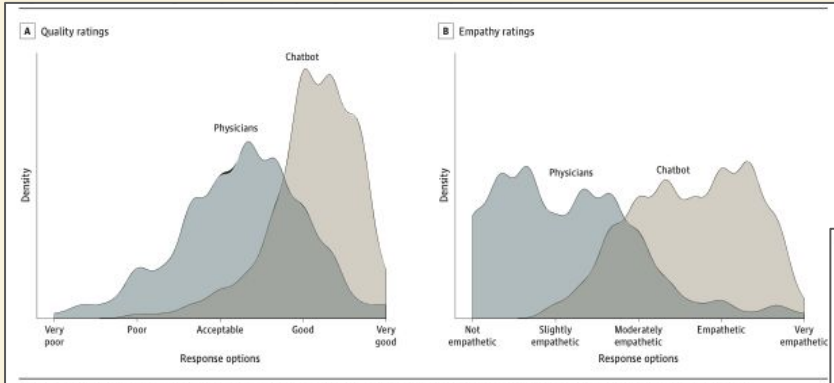 A Quality ratings
Chatbot
Physicians
Density
Very poor
Poor
Acceptable
Good
Very good
Response options
B Empathy ratings
Physicians
Chatbot
Density
Not empathetic
Slightly empathetic
Moderately empathetic
Empathetic
Very empathetic
Response options